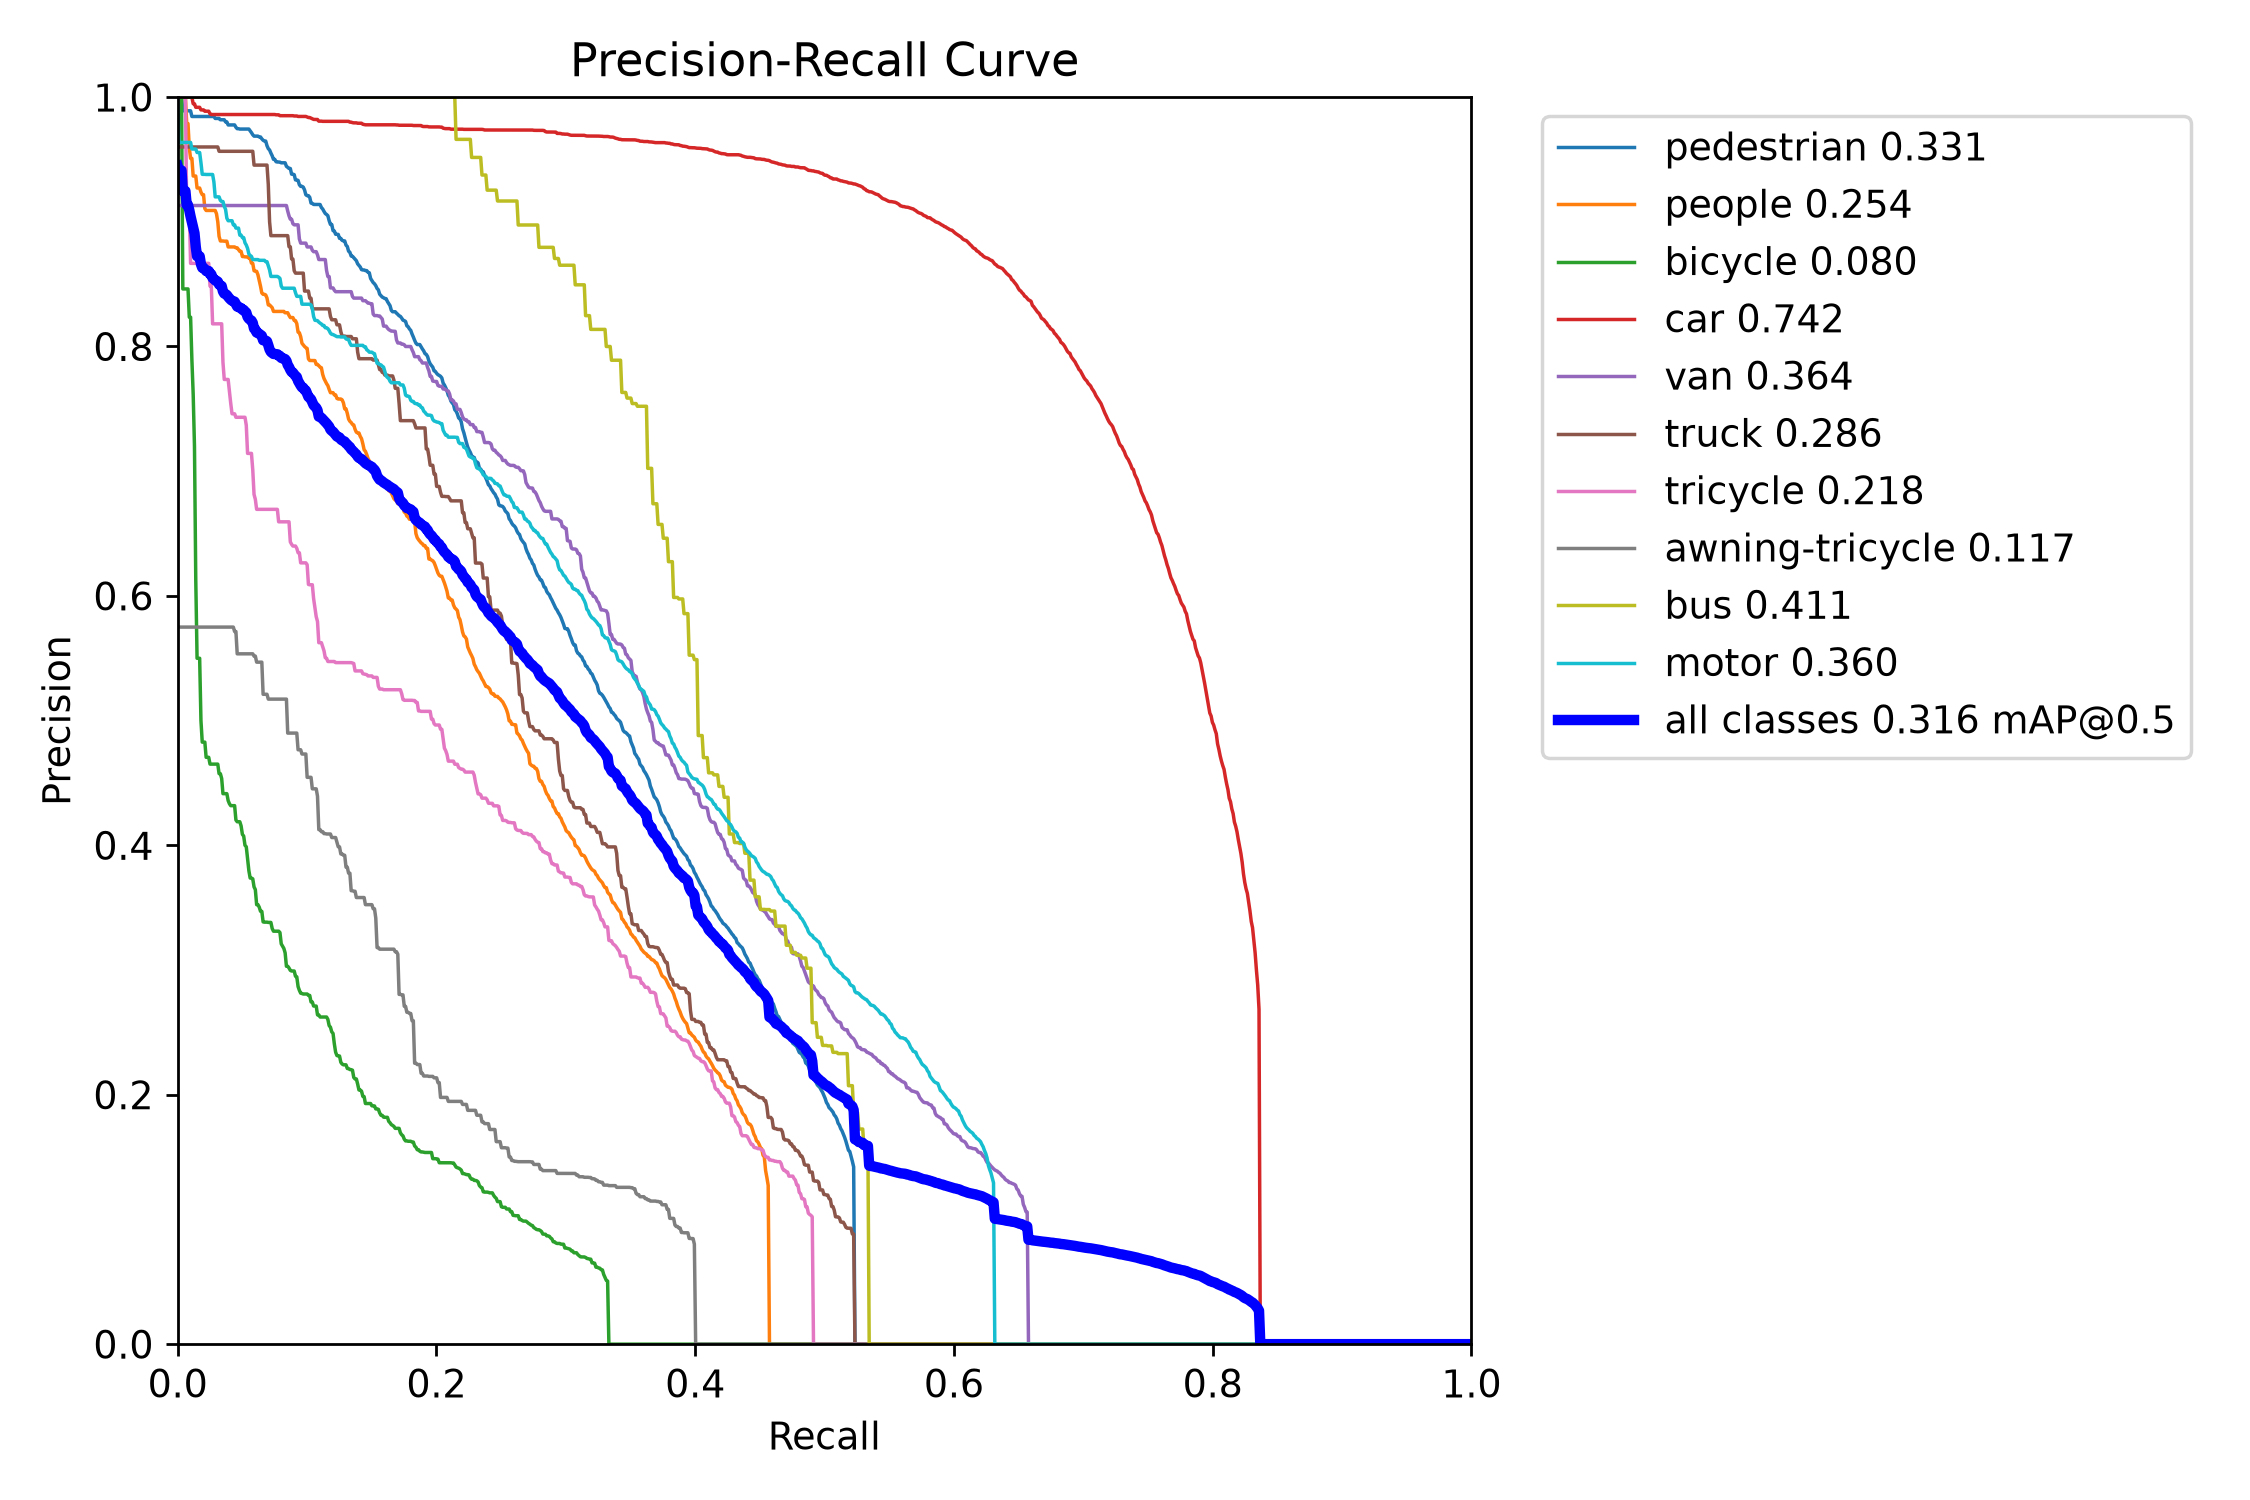 Precision-Recall Curve
1.0
0.8
0.6
0.4
0.2
0.0
Precision
0.0 0.2 0.4 0.6 0.8 1.0
Recall
pedestrian 0.331
people 0.254
bicycle 0.080
car 0.742
van 0.364
truck 0.286
tricycle 0.218
awning-tricycle 0.117
bus 0.411
motor 0.360
all classes 0.316 mAP@0.5